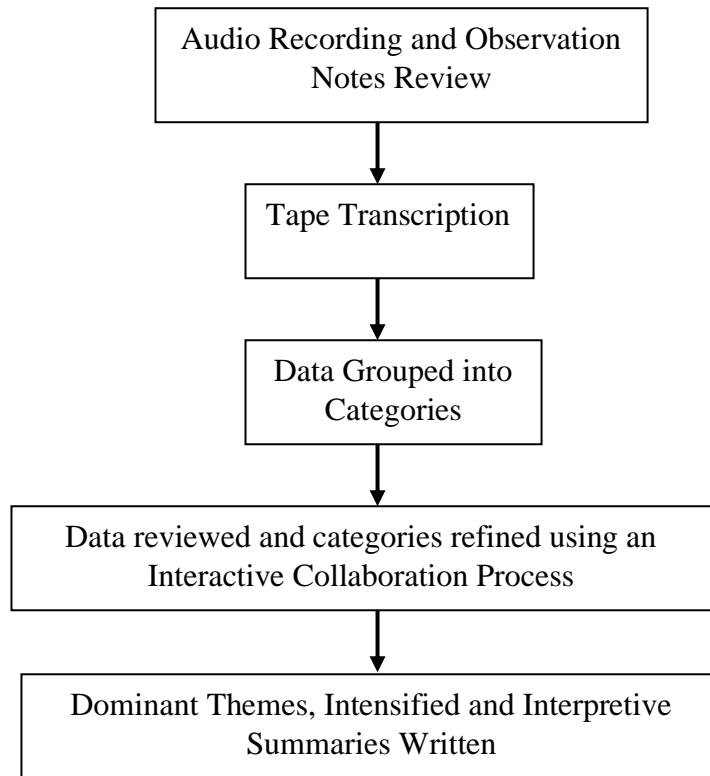 Audio Recording and Observation
Notes Review
Tape Transcription
Data Grouped into
Categories
Data reviewed and categories refined using an
Interactive Collaboration Process
Dominant Themes, Intensified and Interpretive
Summaries Written